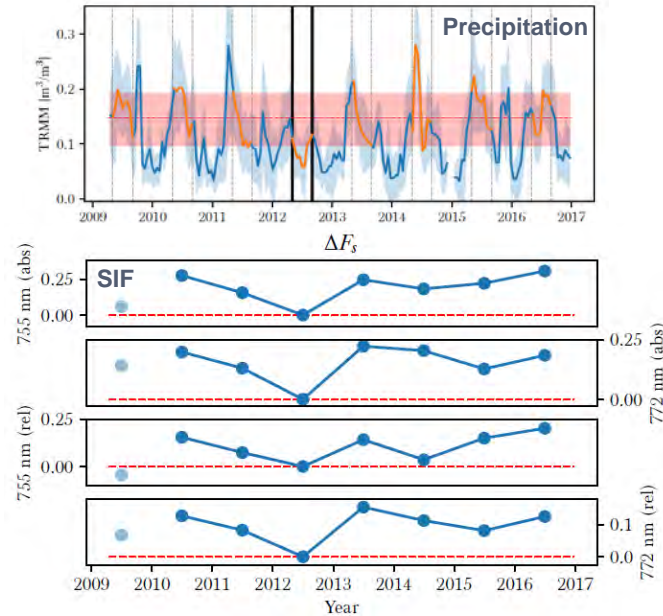 Precipitation
TRMM [m³/m³]
0.3
0.2
0.1
0.0
2009 2010 2011 2012 2013 2014 2015 2016 2017
ΔFₛ
SIF
755 nm (abs)
0.25
0.00
772 nm (abs)
0.25
0.00
755 nm (rel)
0.25
0.00
772 nm (rel)
0.1
0.0
2009 2010 2011 2012 2013 2014 2015 2016 2017
Year